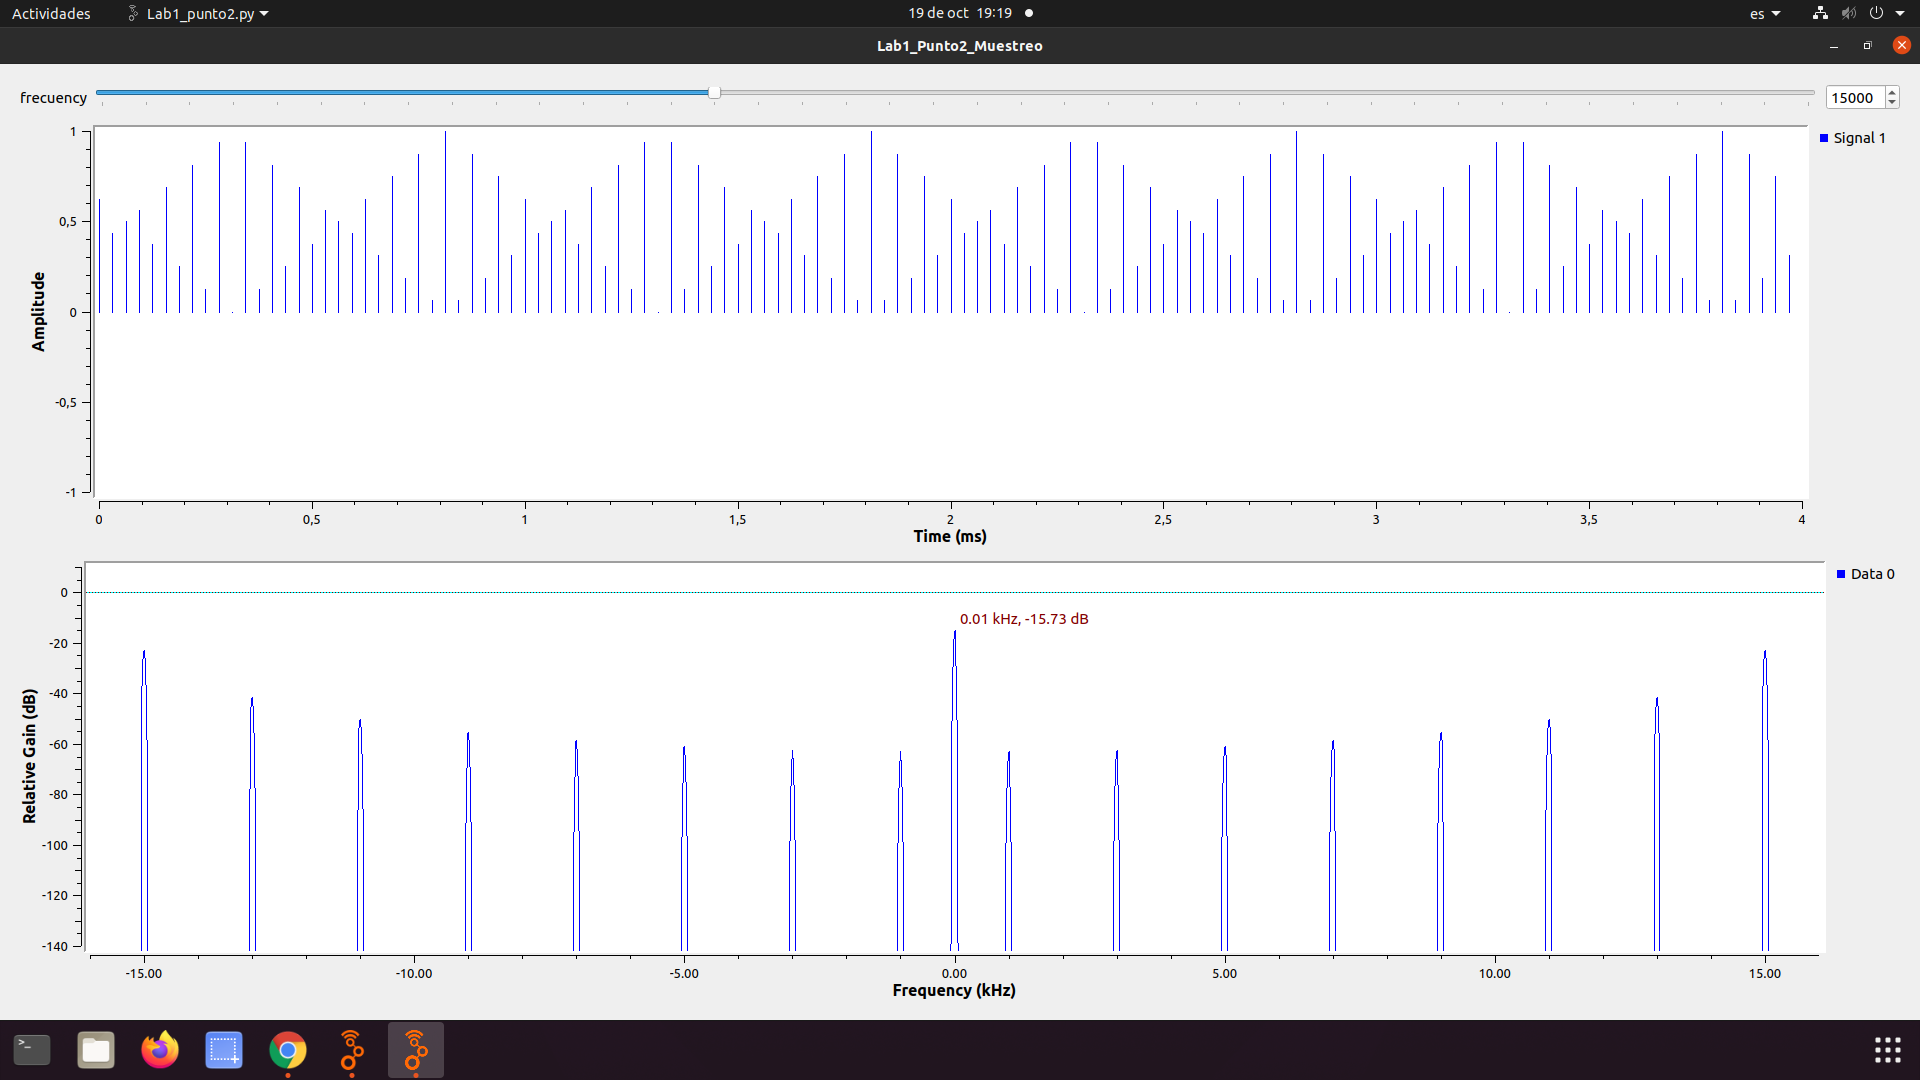 Actividades
Lab1_punto2.py
19 de oct 19:19
es
Lab1_Punto2_Muestreo
frecuency
15000
Signal 1
1
0,5
0
-0,5
-1
Amplitude
0 0,5 1 1,5 2 2,5 3 3,5 4
Time (ms)
Data 0
0.01 kHz, -15.73 dB
0
-20
-40
-60
-80
-100
-120
-140
Relative Gain (dB)
-15.00 -10.00 -5.00 0.00 5.00 10.00 15.00
Frequency (kHz)
>_